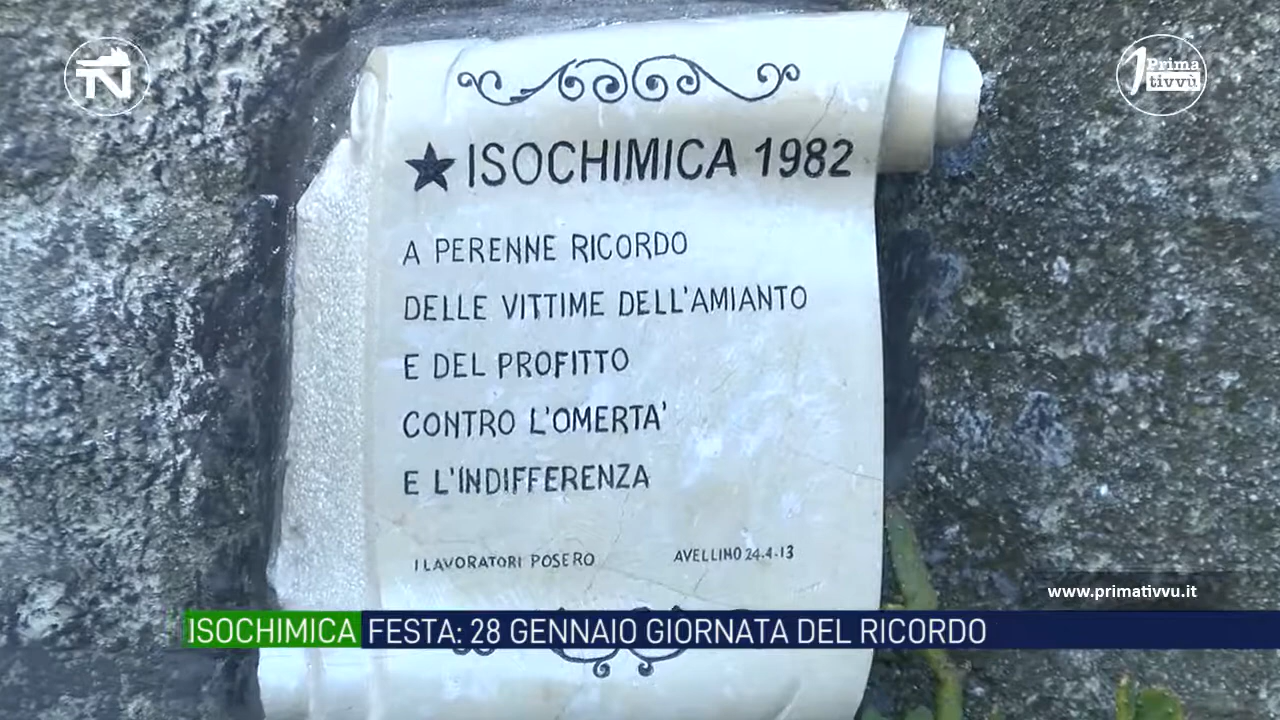 TN
1 Prima
tivvù
★ ISOCHIMICA 1982
A PERENNE RICORDO
DELLE VITTIME DELL'AMIANTO
E DEL PROFITTO
CONTRO L'OMERTA'
E L'INDIFFERENZA
I LAVORATORI POSERO AVELLINO 24.4.13
www.primativvu.it
ISOCHIMICA FESTA: 28 GENNAIO GIORNATA DEL RICORDO